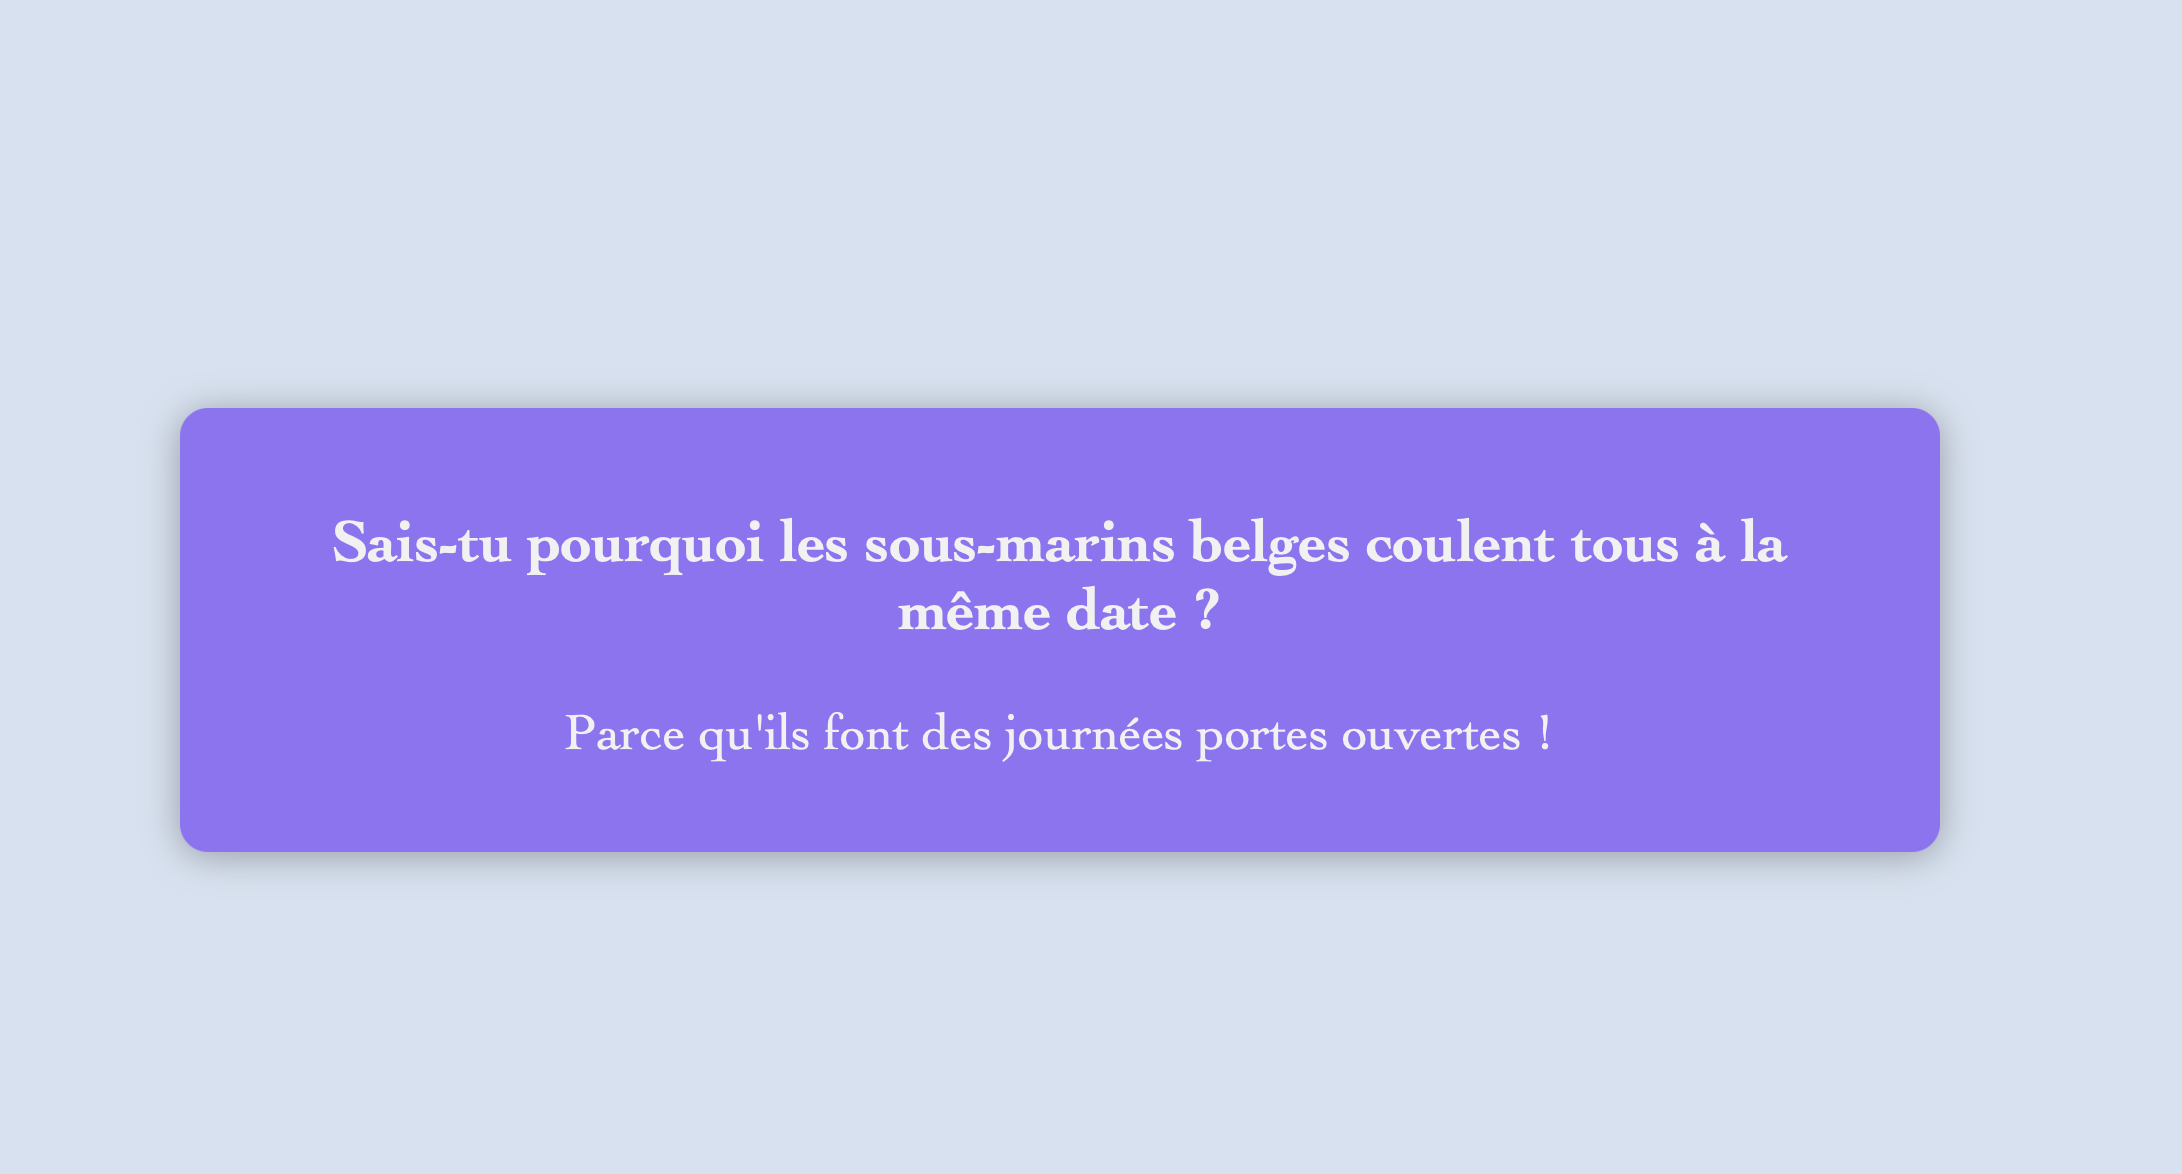 Sais-tu pourquoi les sous-marins belges coulent tous à la
même date ?
Parce qu'ils font des journées portes ouvertes !